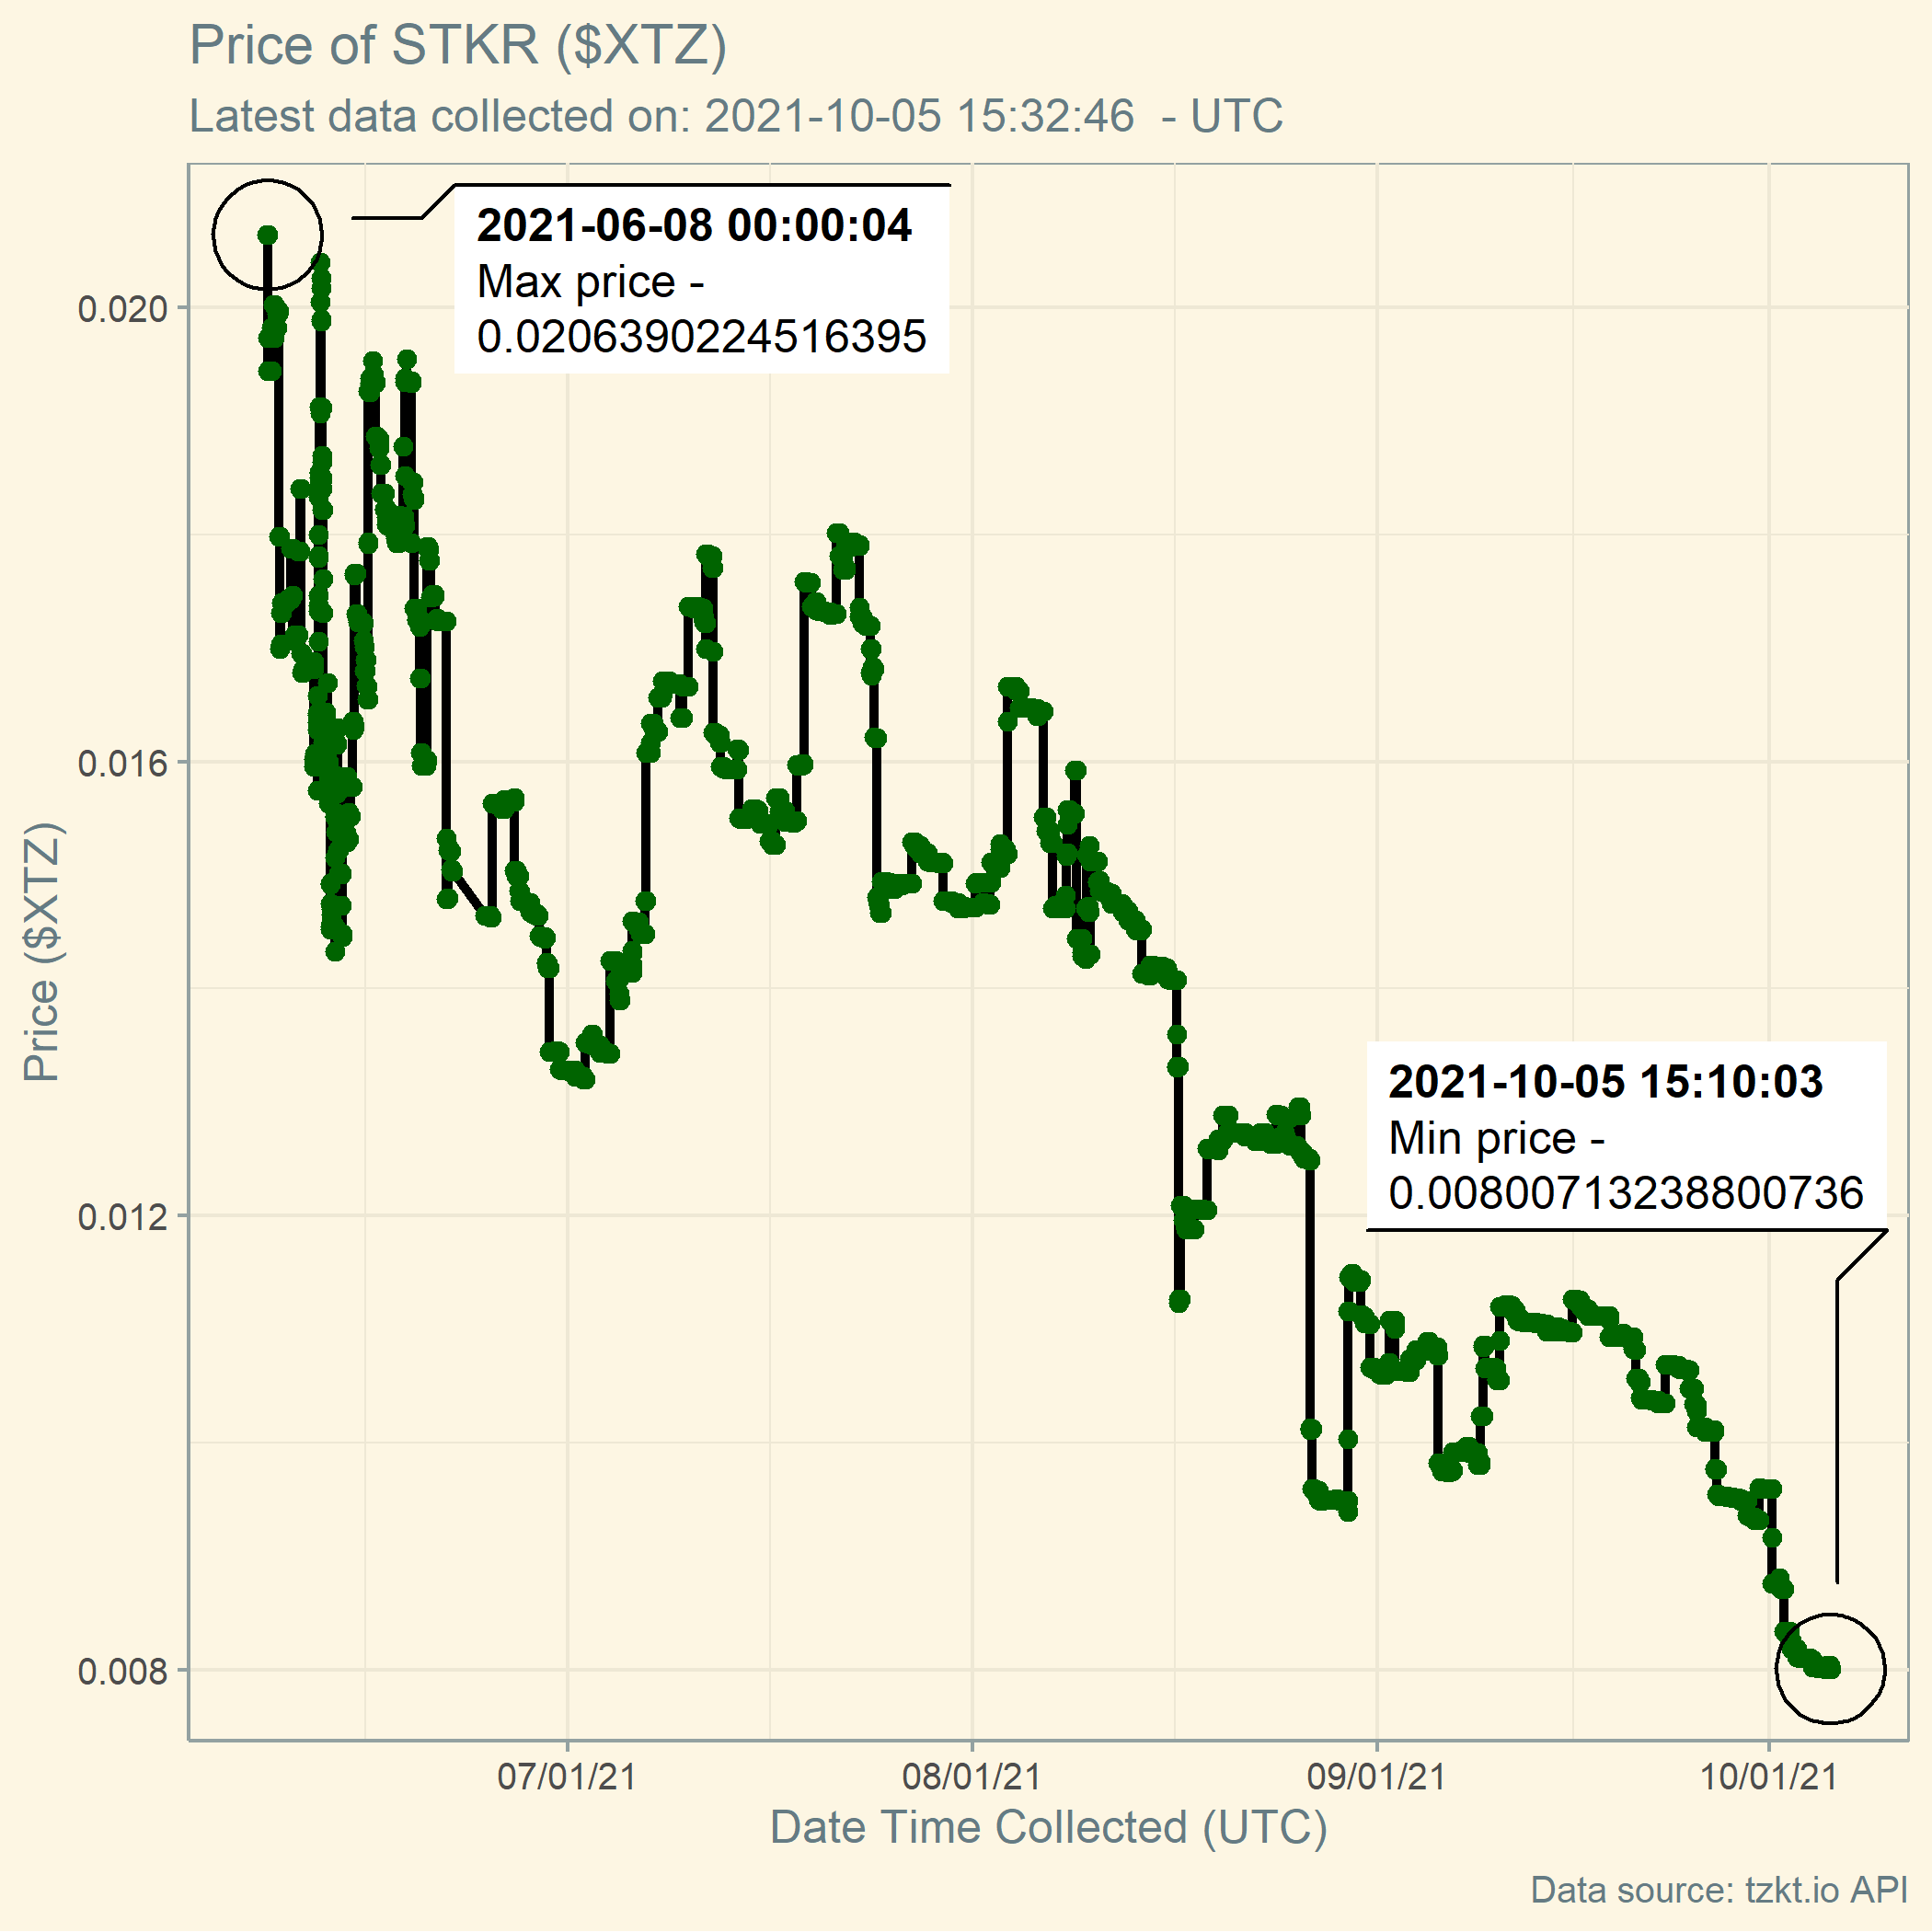 Price of STKR ($XTZ)
Latest data collected on: 2021-10-05 15:32:46  - UTC
2021-06-08 00:00:04
Max price -
0.0206390224516395
0.020
0.016
0.012
0.008
Price ($XTZ)
2021-10-05 15:10:03
Min price -
0.00800713238800736
07/01/21
08/01/21
09/01/21
10/01/21
Date Time Collected (UTC)
Data source: tzkt.io API